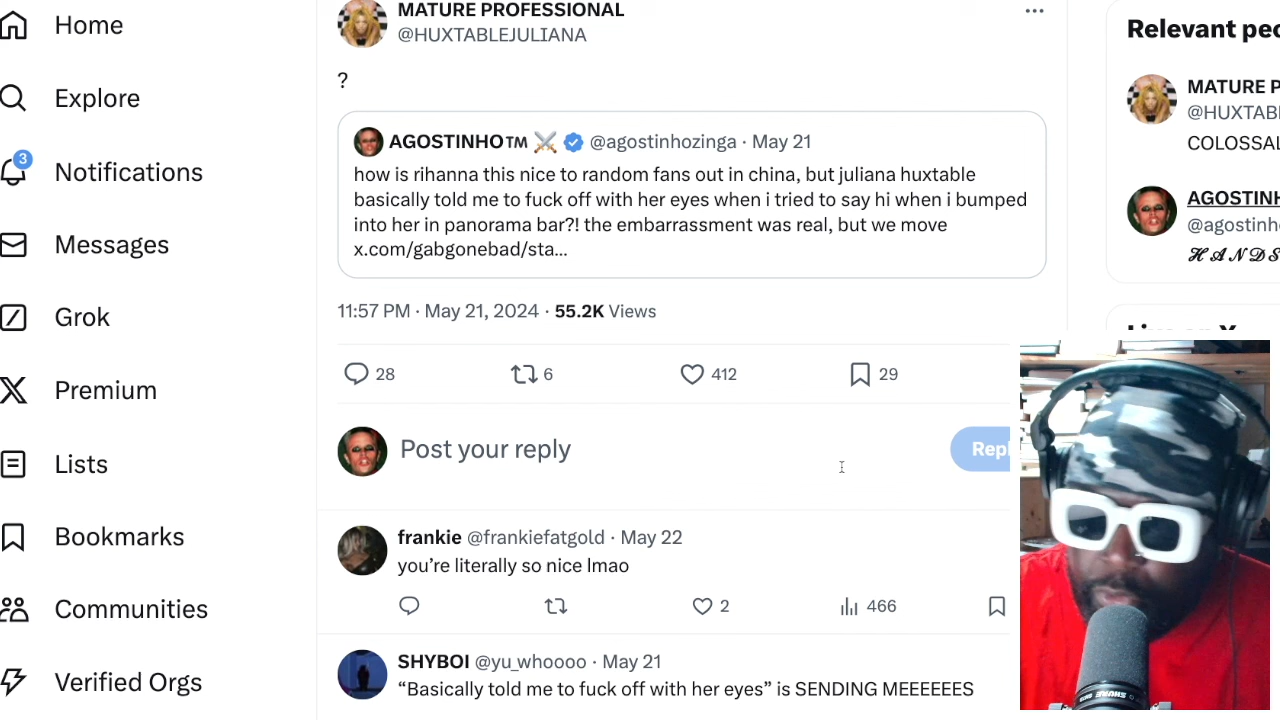 Home
Explore
3
Notifications
Messages
Grok
Premium
Lists
Bookmarks
Communities
Verified Orgs
MATURE PROFESSIONAL
@HUXTABLEJULIANA
?
AGOSTINHO™ ⚔️ @agostinhozinga · May 21
how is rihanna this nice to random fans out in china, but juliana huxtable
basically told me to fuck off with her eyes when i tried to say hi when i bumped
into her in panorama bar?! the embarrassment was real, but we move
x.com/gabgonebad/sta...
11:57 PM · May 21, 2024 · 55.2K Views
28 6 412 29
Post your reply
Repl
frankie @frankiefatgold · May 22
you’re literally so nice lmao
2 466
SHYBOI @yu_whoooo · May 21
“Basically told me to fuck off with her eyes” is SENDING MEEEEEES
Relevant peo
MATURE P
@HUXTAB
COLOSSAL
AGOSTINH
@agostinho
𝓗𝓐𝓝𝓓𝓢
SHURE